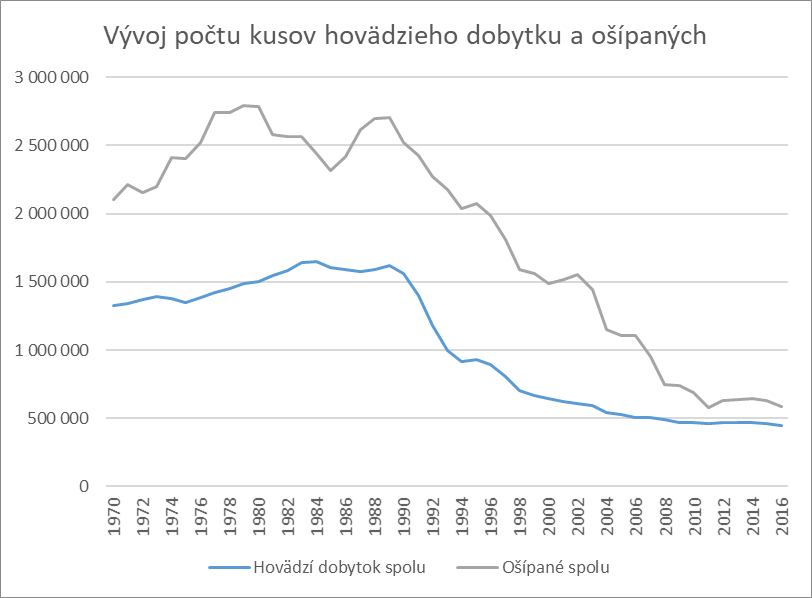 Vývoj počtu kusov hovädzieho dobytku a ošípaných
3 000 000
2 500 000
2 000 000
1 500 000
1 000 000
500 000
0
1970 1972 1974 1976 1978 1980 1982 1984 1986 1988 1990 1992 1994 1996 1998 2000 2002 2004 2006 2008 2010 2012 2014 2016
Hovädzí dobytok spolu Ošípané spolu